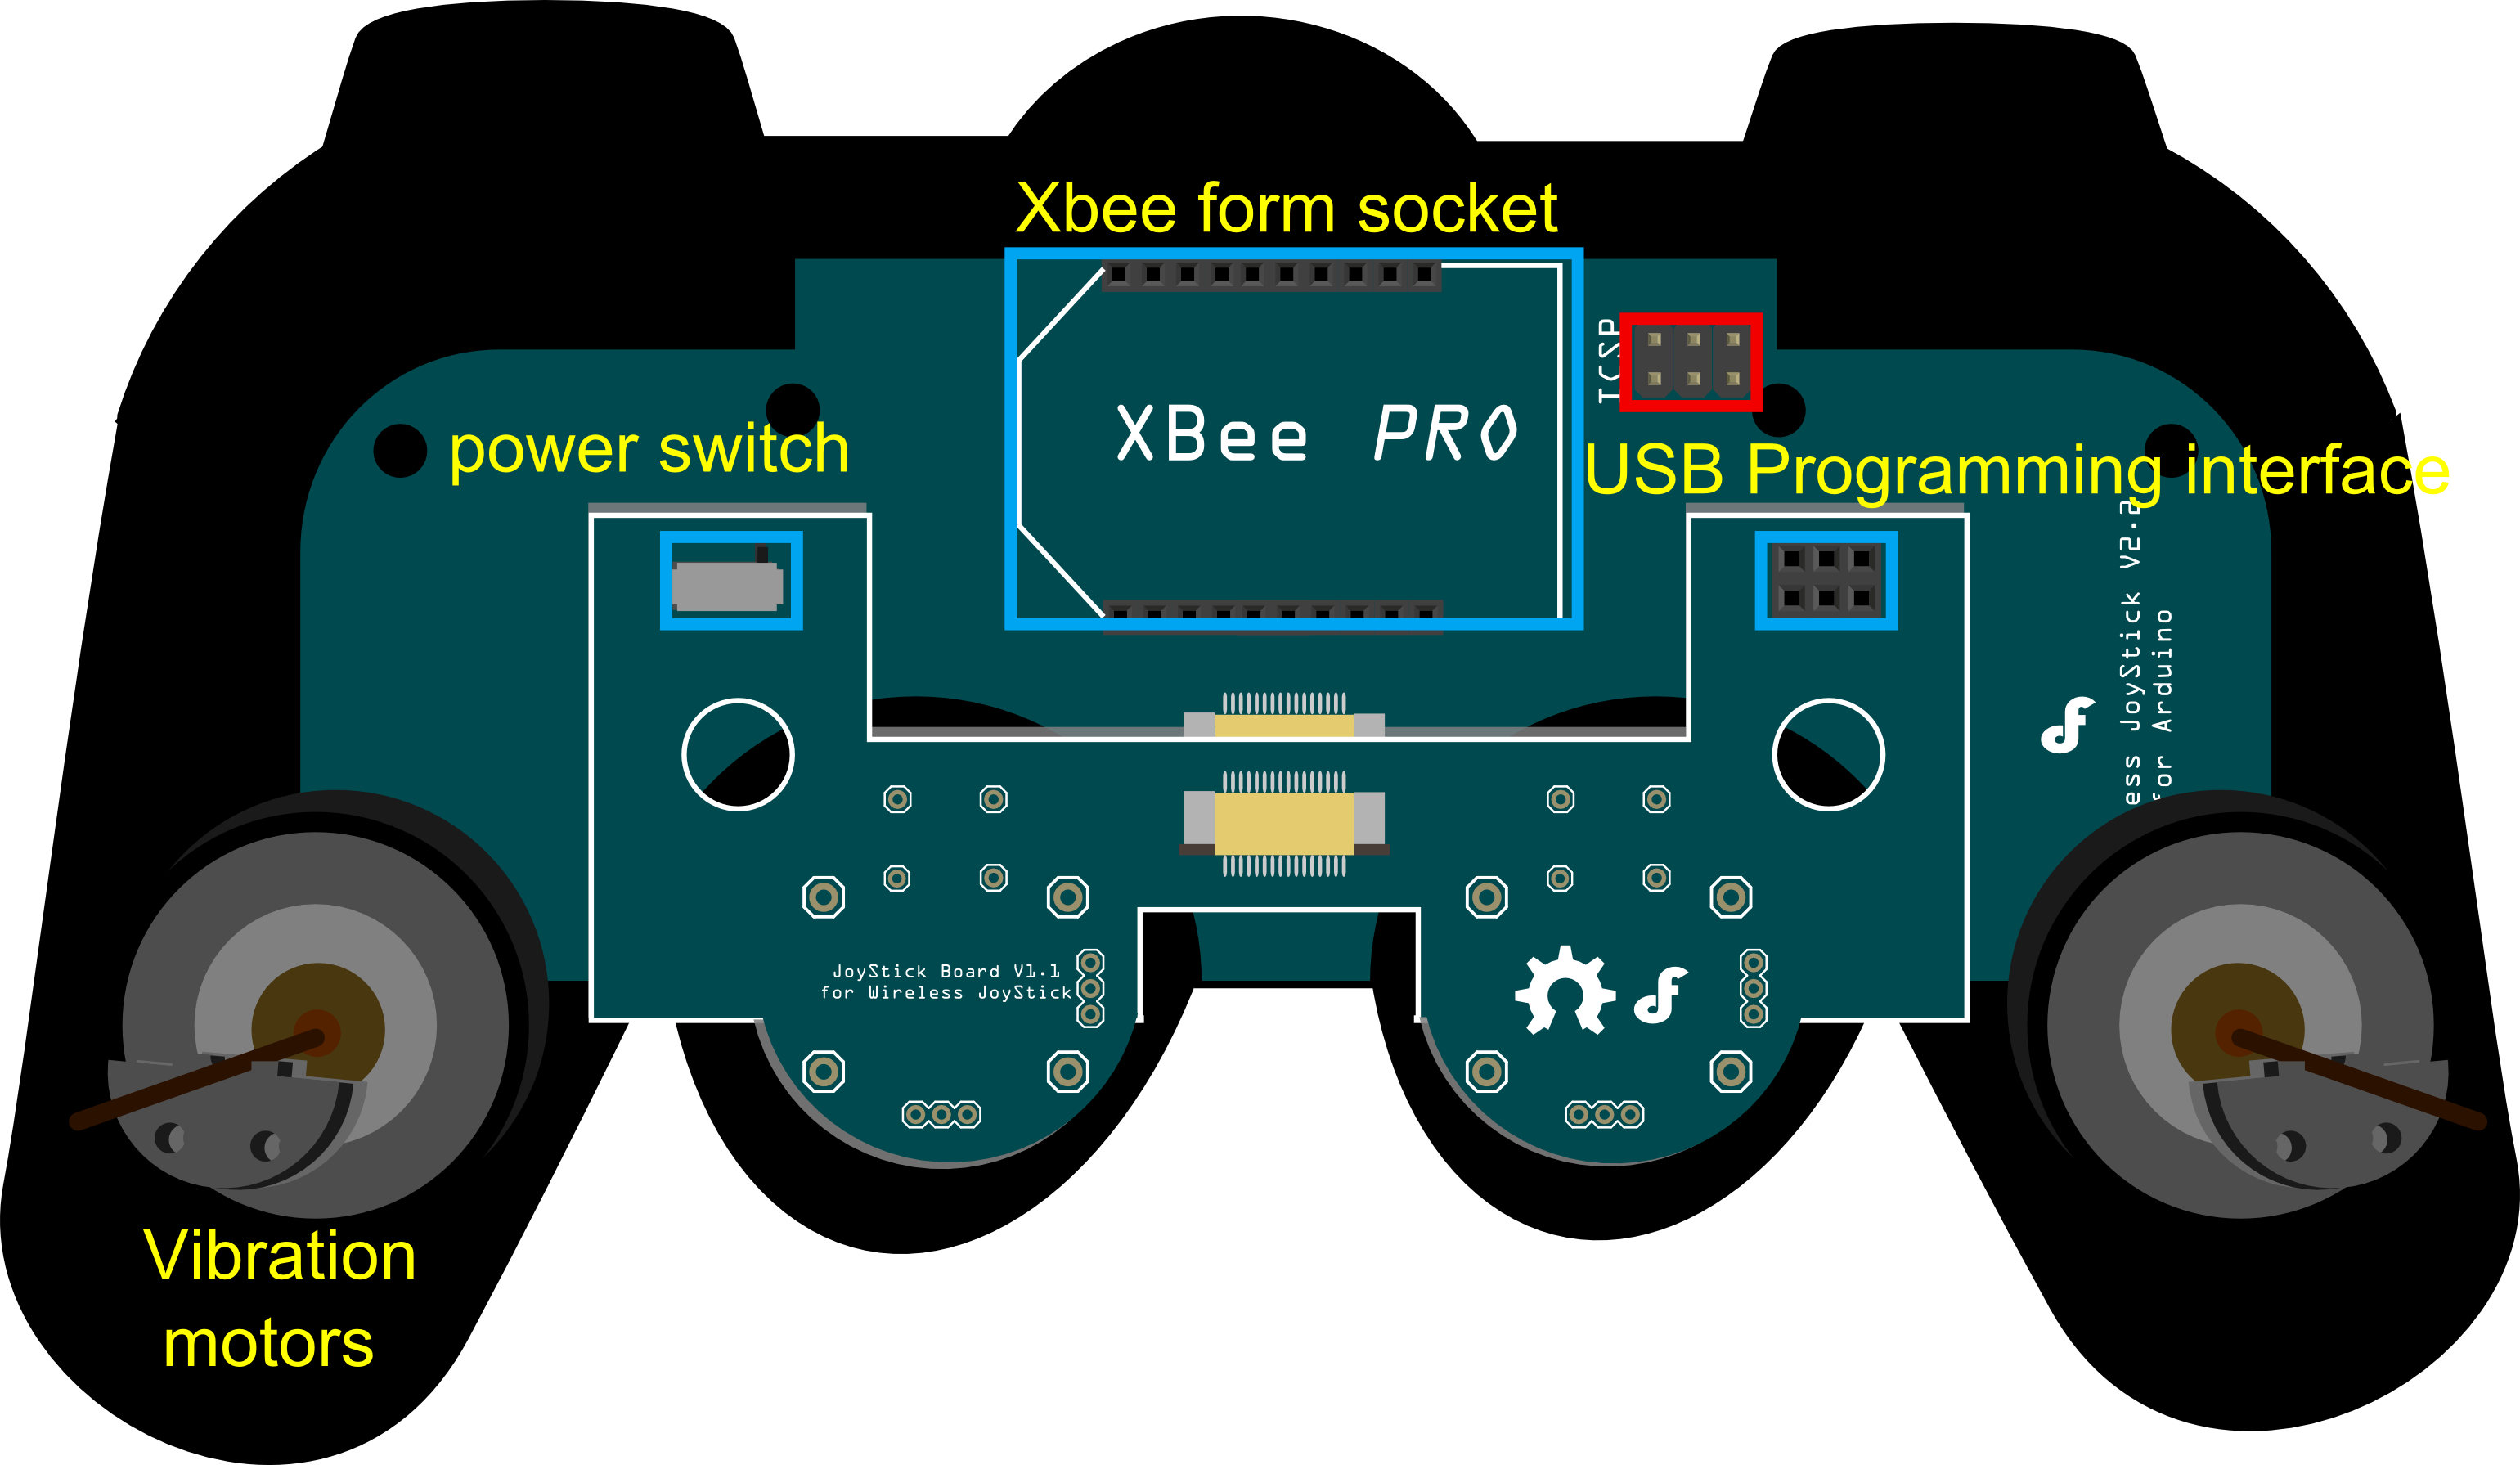 Xbee form socket
ICSP
XBee PRO
power switch
USB Programming interface
ess JoyStick V2.2
for Arduino
JoyStick Board V1.1
for Wireless JoyStick
Vibration
motors